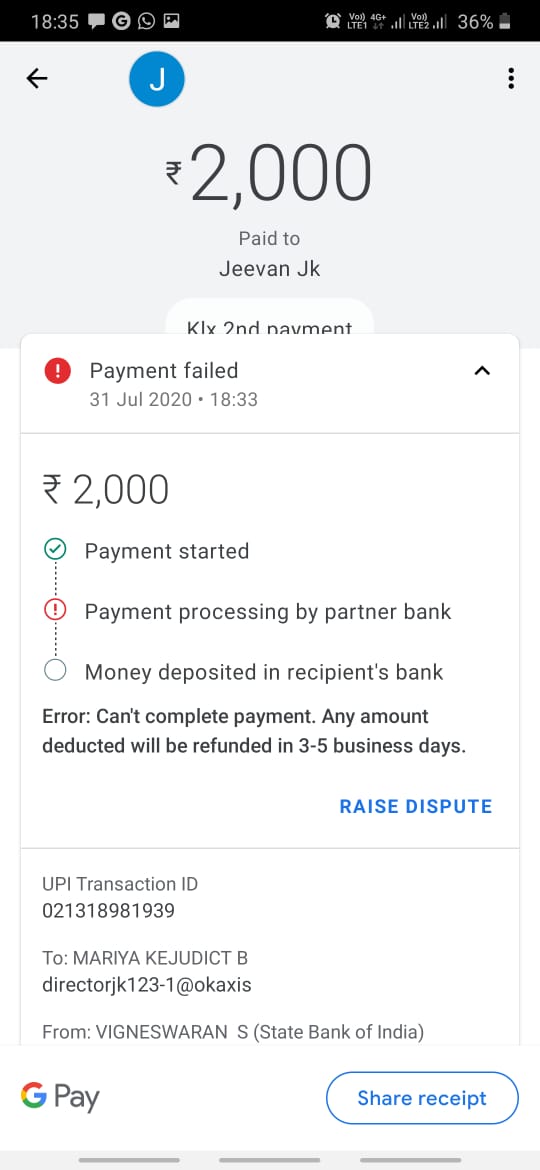 18:35
Vo)) 4G+
LTE1
Vo))
LTE2
36%
J
₹2,000
Paid to
Jeevan Jk
Klx 2nd payment
Payment failed
31 Jul 2020 • 18:33
₹ 2,000
Payment started
Payment processing by partner bank
Money deposited in recipient's bank
Error: Can't complete payment. Any amount
deducted will be refunded in 3-5 business days.
RAISE DISPUTE
UPI Transaction ID
021318981939
To: MARIYA KEJUDICT B
directorjk123-1@okaxis
From: VIGNESWARAN  S (State Bank of India)
G Pay
Share receipt